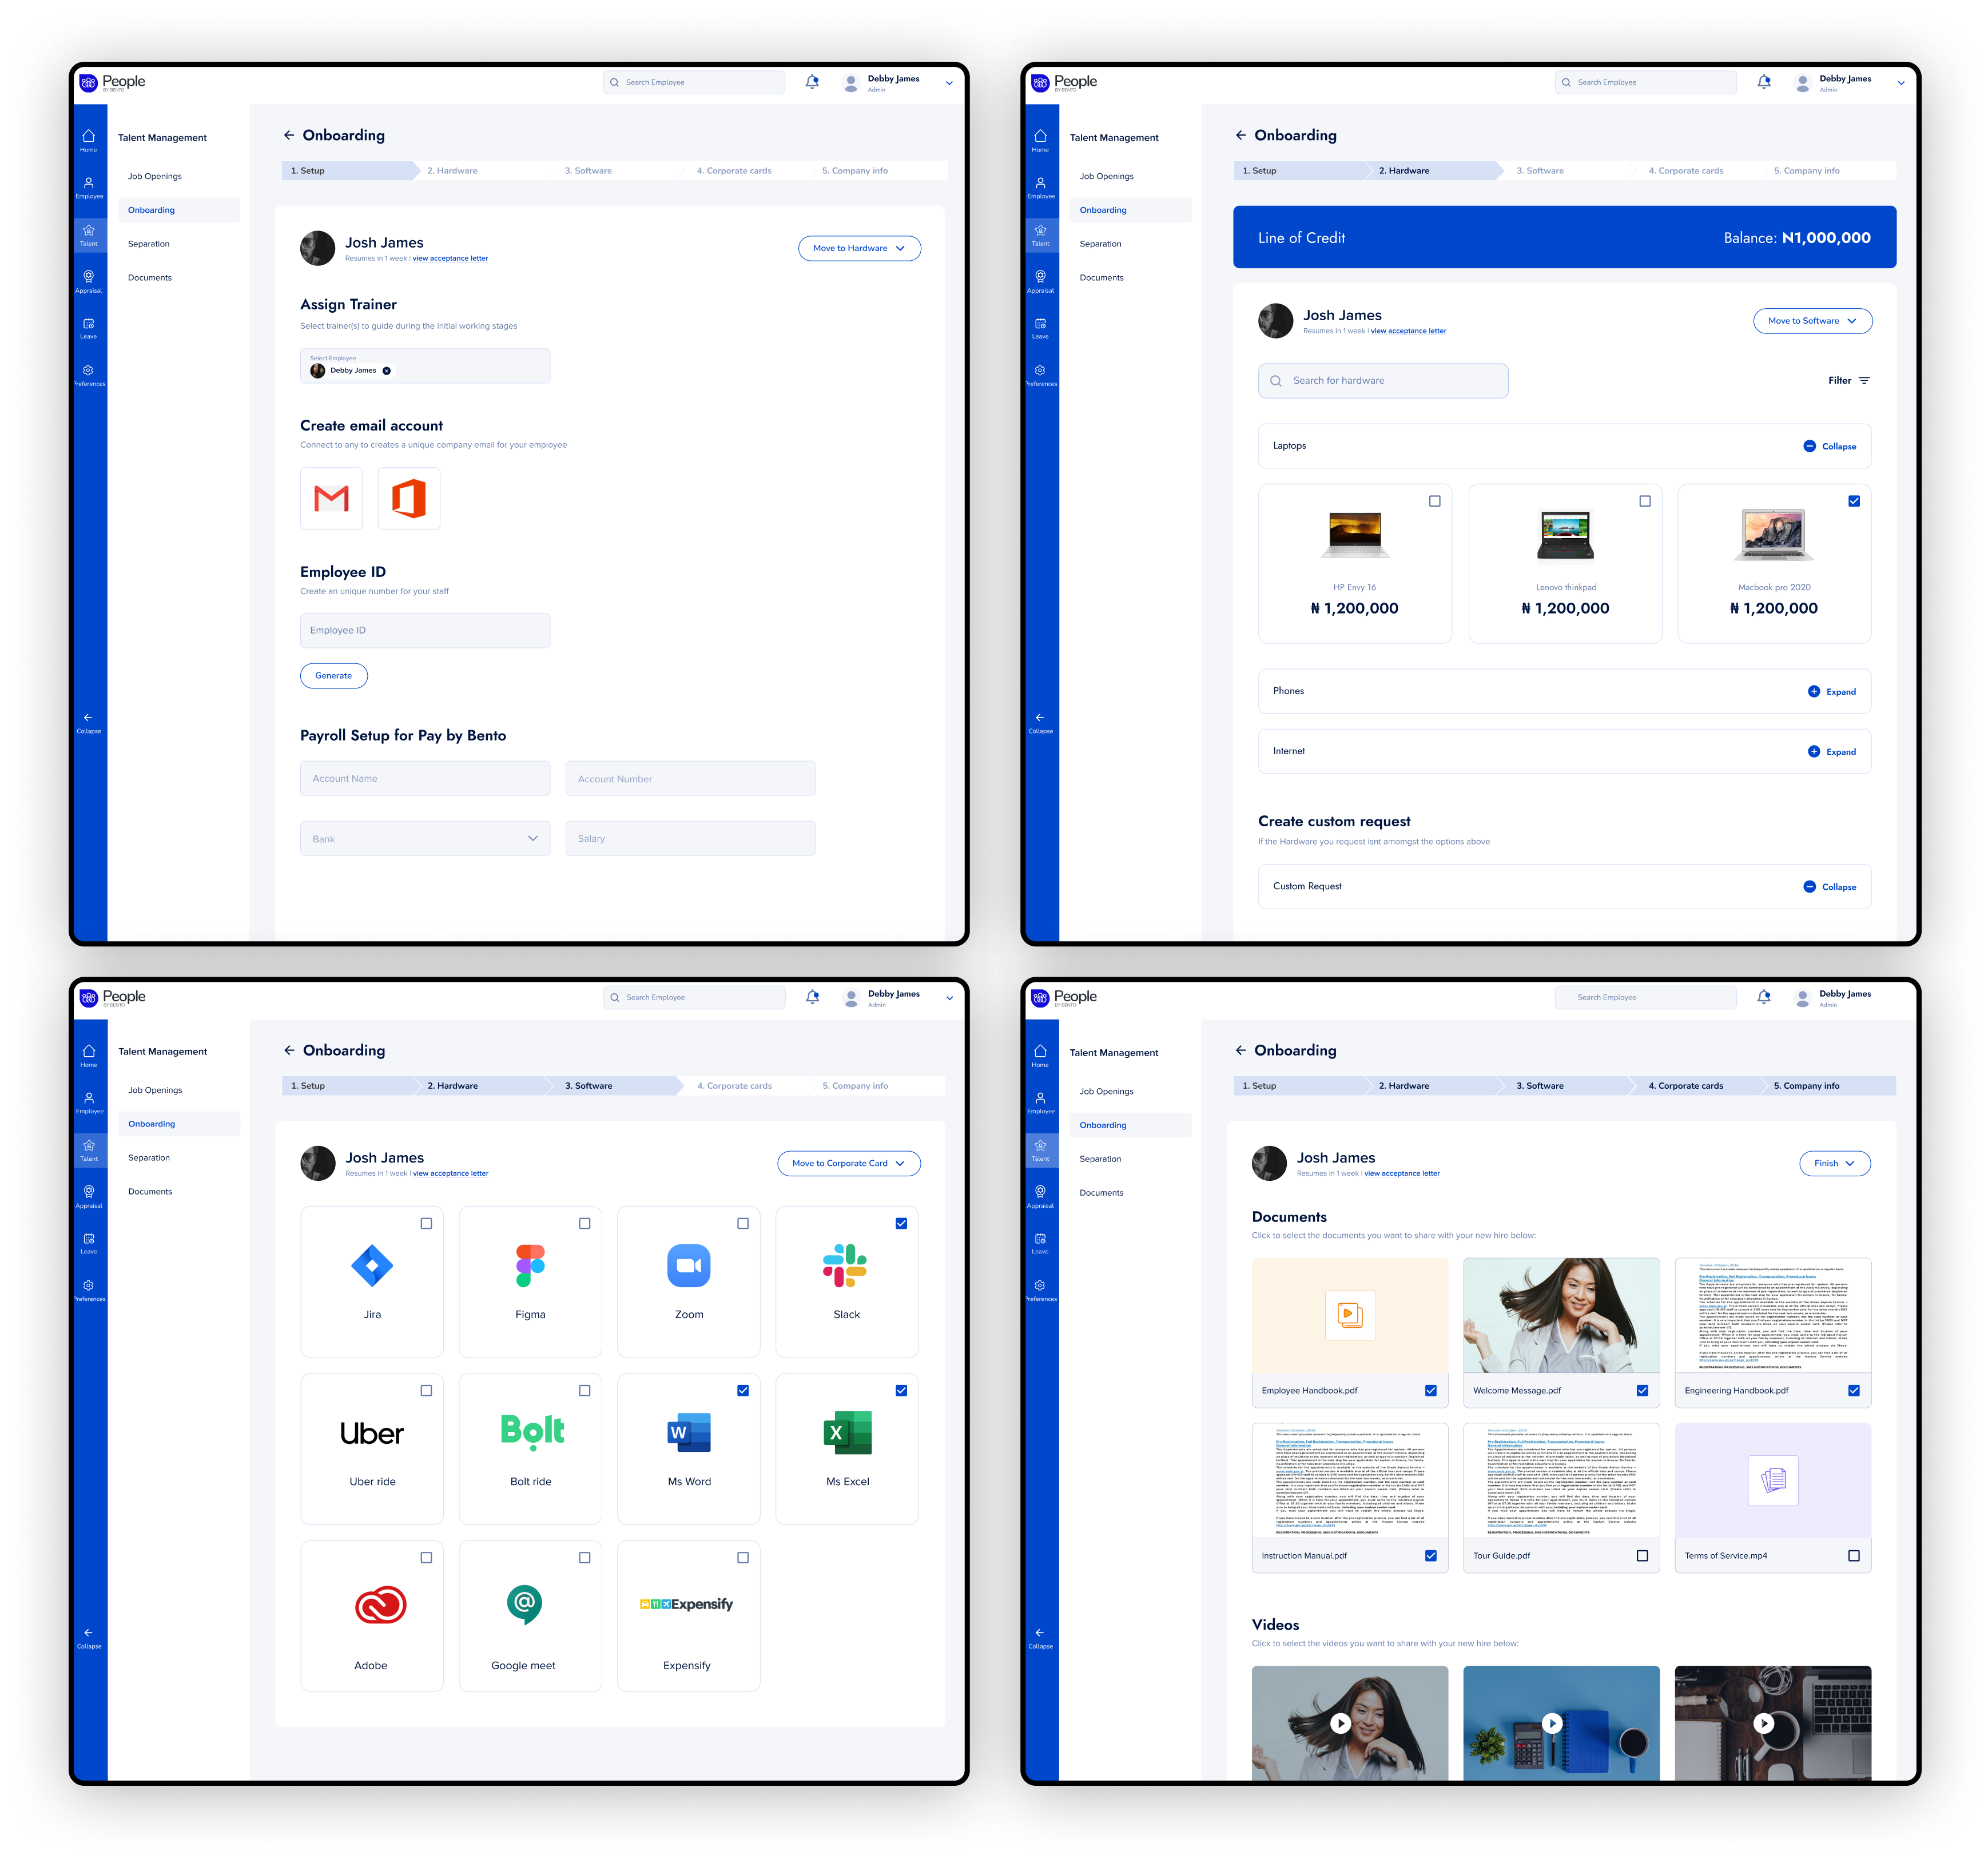 People
BY BENTO
Search Employee
Debby James
Admin
Home
Employee
Talent
Appraisal
Leave
Preferences
Collapse
Talent Management
Job Openings
Onboarding
Separation
Documents
Onboarding
1. Setup
2. Hardware
3. Software
4. Corporate cards
5. Company info
Josh James
Resumes in 1 week | view acceptance letter
Move to Hardware
Assign Trainer
Select trainer(s) to guide during the initial working stages
Select Employee
Debby James
Create email account
Connect to any to creates a unique company email for your employee
Employee ID
Create an unique number for your staff
Employee ID
Generate
Payroll Setup for Pay by Bento
Account Name
Account Number
Bank
Salary
People
BY BENTO
Search Employee
Debby James
Admin
Home
Employee
Talent
Appraisal
Leave
Preferences
Collapse
Talent Management
Job Openings
Onboarding
Separation
Documents
Onboarding
1. Setup
2. Hardware
3. Software
4. Corporate cards
5. Company info
Line of Credit
Balance: N1,000,000
Josh James
Resumes in 1 week | view acceptance letter
Move to Software
Search for hardware
Filter
Laptops
Collapse
HP Envy 16
₦ 1,200,000
Lenovo thinkpad
₦ 1,200,000
Macbook pro 2020
₦ 1,200,000
Phones
Expand
Internet
Expand
Create custom request
If the Hardware you request isnt amongst the options above
Custom Request
Collapse
People
BY BENTO
Search Employee
Debby James
Admin
Home
Employee
Talent
Appraisal
Leave
Preferences
Collapse
Talent Management
Job Openings
Onboarding
Separation
Documents
Onboarding
1. Setup
2. Hardware
3. Software
4. Corporate cards
5. Company info
Josh James
Resumes in 1 week | view acceptance letter
Move to Corporate Card
Jira
Figma
Zoom
Slack
Uber
Uber ride
Bolt
Bolt ride
W
Ms Word
X
Ms Excel
Adobe
Google meet
Expensify
Expensify
People
BY BENTO
Search Employee
Debby James
Admin
Home
Employee
Talent
Appraisal
Leave
Preferences
Collapse
Talent Management
Job Openings
Onboarding
Separation
Documents
Onboarding
1. Setup
2. Hardware
3. Software
4. Corporate cards
5. Company info
Josh James
Resumes in 1 week | view acceptance letter
Finish
Documents
Click to select the documents you want to share with your new hire below:
Employee Handbook.pdf
Welcome Message.pdf
Engineering Handbook.pdf
Instruction Manual.pdf
Tour Guide.pdf
Terms of Service.mp4
Videos
Click to select the videos you want to share with your new hire below: